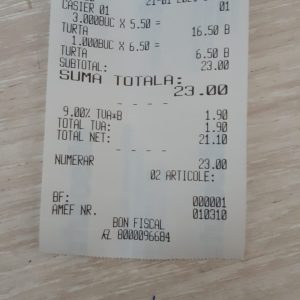 CASIER 01 01
3.000BUC X 5.50 =
TURTA 16.50 B
1.000BUC X 6.50 =
TURTA 6.50 B
SUBTOTAL: 23.00
SUMA TOTALA:
23.00
- - - -
9.00% TVA*B 1.90
TOTAL TVA: 1.90
TOTAL NET: 21.10
- - - -
NUMERAR 23.00
02 ARTICOLE:
BF: 000001
AMEF NR. 010310
BON FISCAL
8000096684